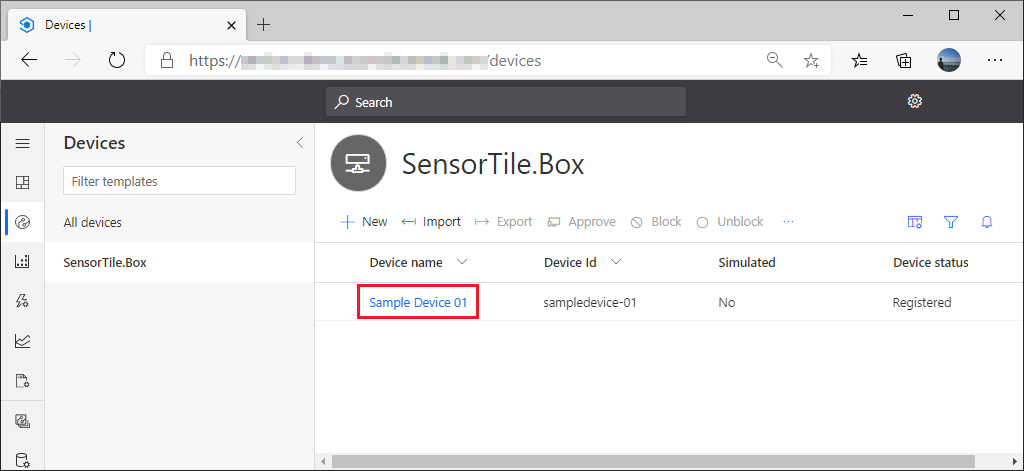 Devices |
https:// /devices
Search
Devices
Filter templates
All devices
SensorTile.Box
SensorTile.Box
New Import Export Approve Block Unblock ...
Device name Device Id Simulated Device status
Sample Device 01 sampledevice-01 No Registered